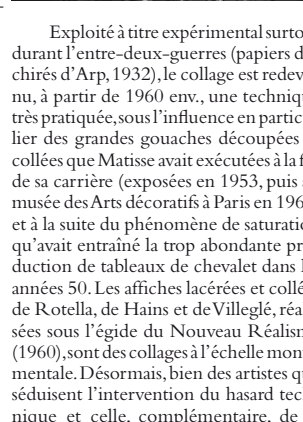 Exploité à titre expérimental surto
durant l'entre-deux-guerres (papiers d
chirés d'Arp, 1932), le collage est redev
nu, à partir de 1960 env., une techniqu
très pratiquée, sous l'influence en particu
lier des grandes gouaches découpées
collées que Matisse avait exécutées à la f
de sa carrière (exposées en 1953, puis
musée des Arts décoratifs à Paris en 196
et à la suite du phénomène de saturatio
qu'avait entraîné la trop abondante pr
duction de tableaux de chevalet dans l
années 50. Les affiches lacérées et collé
de Rotella, de Hains et de Villeglé, réa
sées sous l'égide du Nouveau Réalism
(1960), sont des collages à l'échelle mon
mentale. Désormais, bien des artistes qu
séduisent l'intervention du hasard tec
nique et celle, complémentaire, de